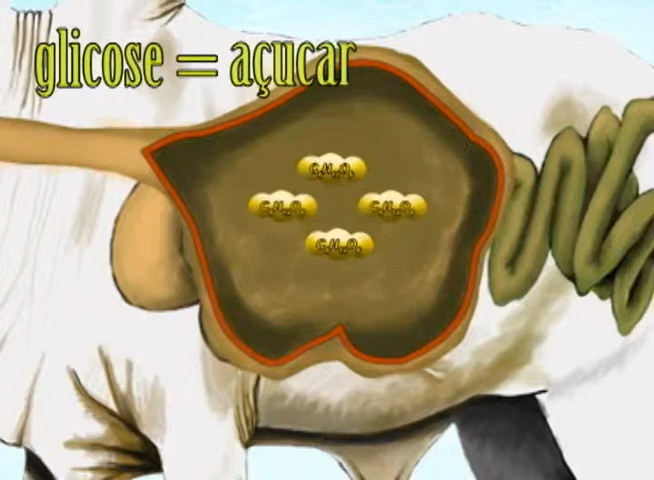 glicose = açucar
C₆H₁₂O₆
C₆H₁₂O₆ C₆H₁₂O₆
C₆H₁₂O₆